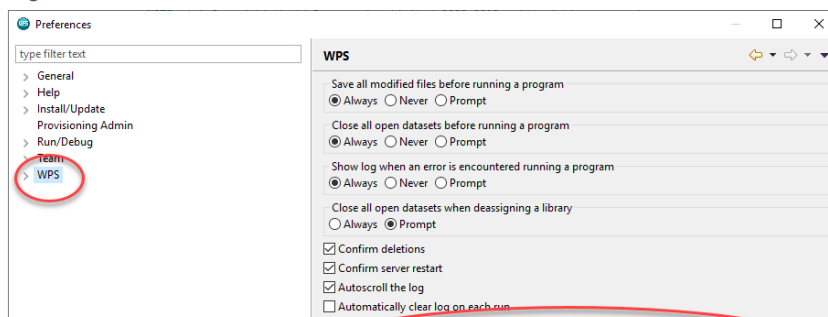 Preferences
type filter text
General
Help
Install/Update
Provisioning Admin
Run/Debug
Team
WPS
WPS
Save all modified files before running a program
Always Never Prompt
Close all open datasets before running a program
Always Never Prompt
Show log when an error is encountered running a program
Always Never Prompt
Close all open datasets when deassigning a library
Always Prompt
Confirm deletions
Confirm server restart
Autoscroll the log
Automatically clear log on each run